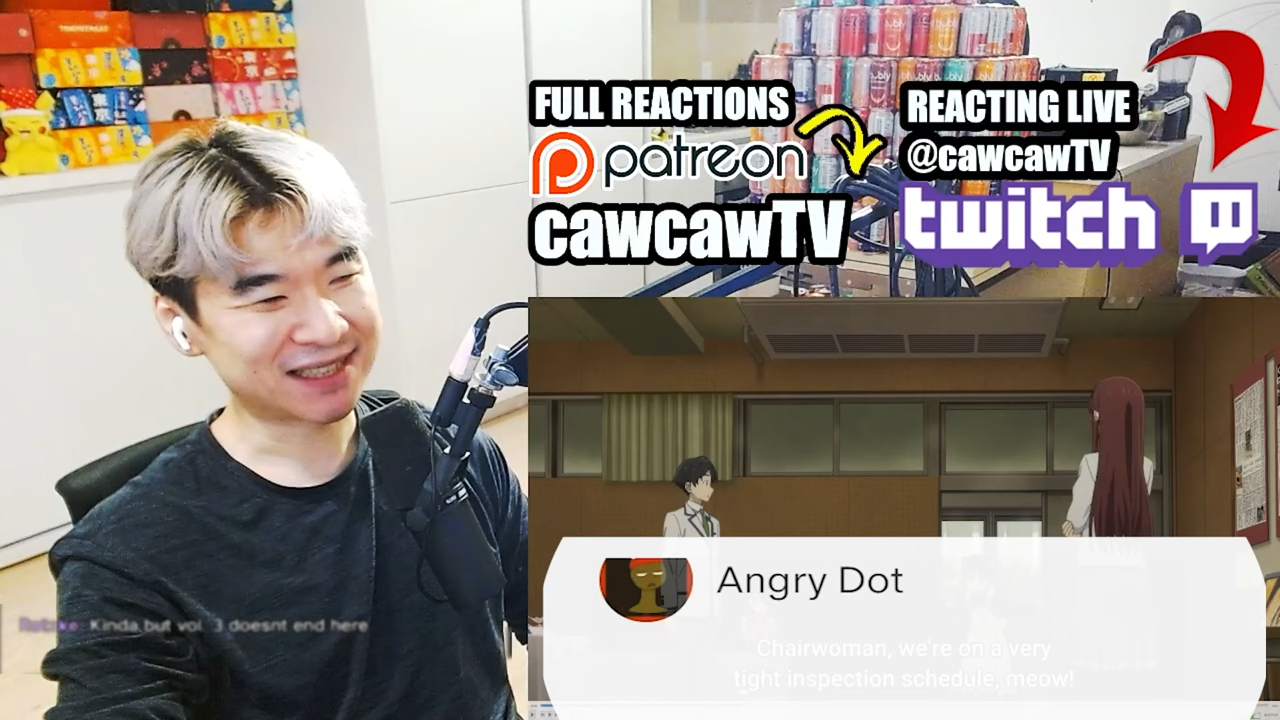 FULL REACTIONS
patreon
cawcawTV
REACTING LIVE
@cawcawTV
twitch
bubly
Kinda but vol. 3 doesnt end here
Angry Dot
Chairwoman, we're on a very
tight inspection schedule, meow!